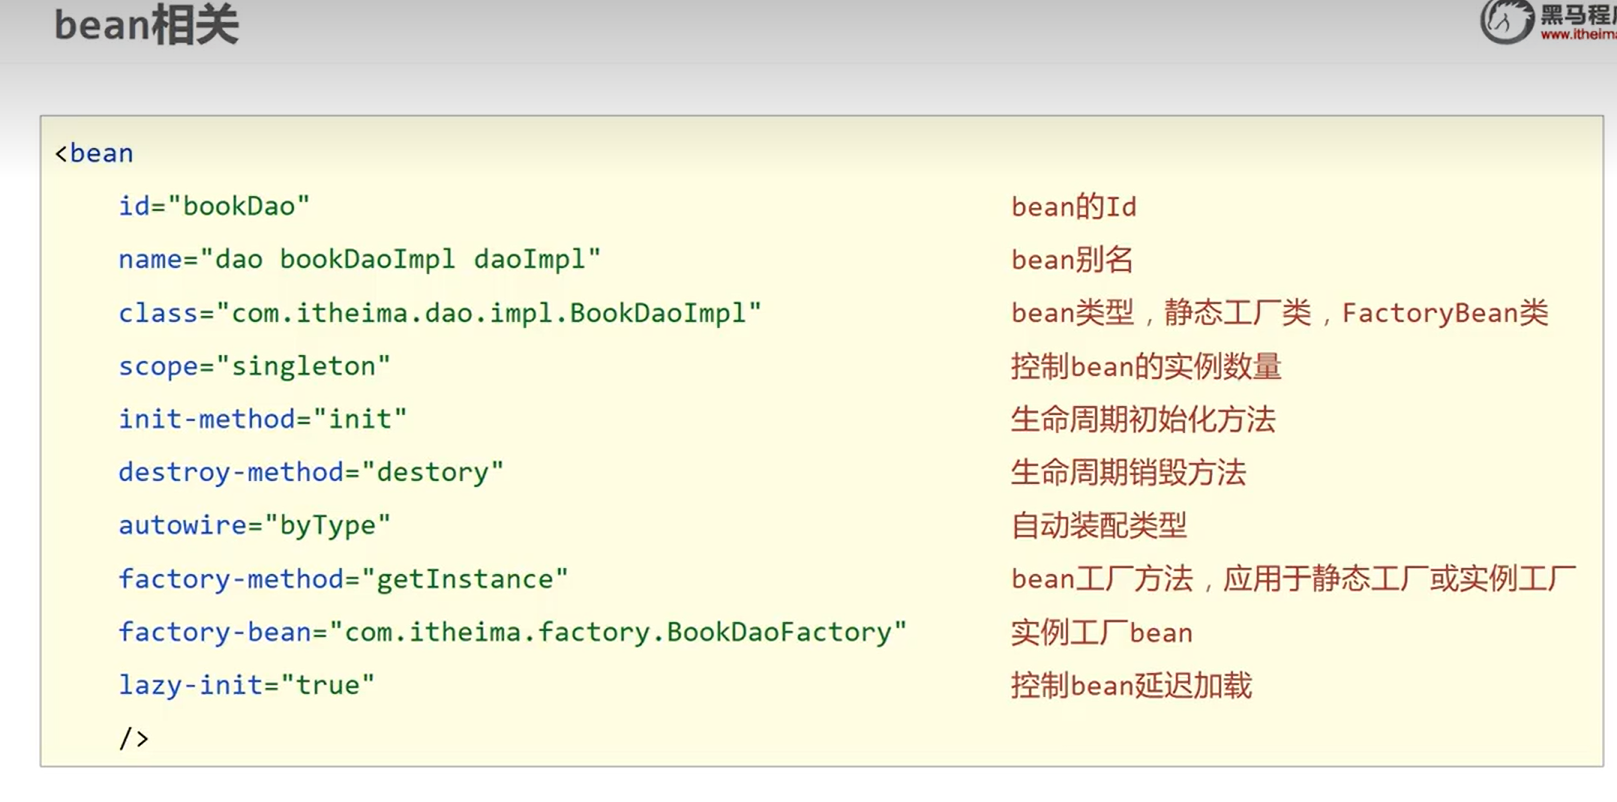 bean相关
黑马程
www.itheima
<bean
id="bookDao" bean的Id
name="dao bookDaoImpl daoImpl" bean别名
class="com.itheima.dao.impl.BookDaoImpl" bean类型，静态工厂类，FactoryBean类
scope="singleton" 控制bean的实例数量
init-method="init" 生命周期初始化方法
destroy-method="destory" 生命周期销毁方法
autowire="byType" 自动装配类型
factory-method="getInstance" bean工厂方法，应用于静态工厂或实例工厂
factory-bean="com.itheima.factory.BookDaoFactory" 实例工厂bean
lazy-init="true" 控制bean延迟加载
/>